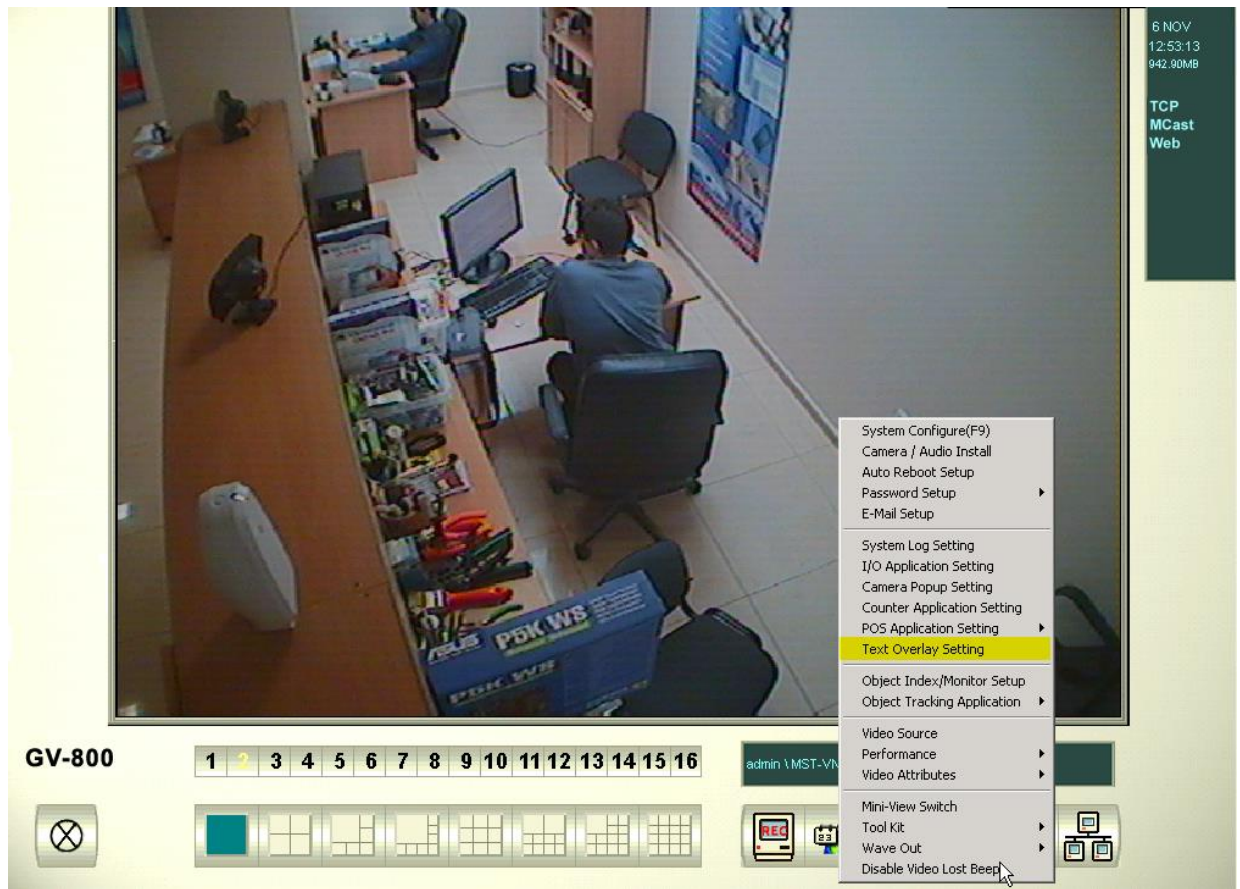 6 NOV
12:53:13
942.90MB
TCP
MCast
Web
ASUS P5K WS
P5K WS
System Configure(F9)
Camera / Audio Install
Auto Reboot Setup
Password Setup
E-Mail Setup
System Log Setting
I/O Application Setting
Camera Popup Setting
Counter Application Setting
POS Application Setting
Text Overlay Setting
Object Index/Monitor Setup
Object Tracking Application
Video Source
Performance
Video Attributes
Mini-View Switch
Tool Kit
Wave Out
Disable Video Lost Beep
GV-800
1 2 3 4 5 6 7 8 9 10 11 12 13 14 15 16
admin \ MST-VN
REC
23